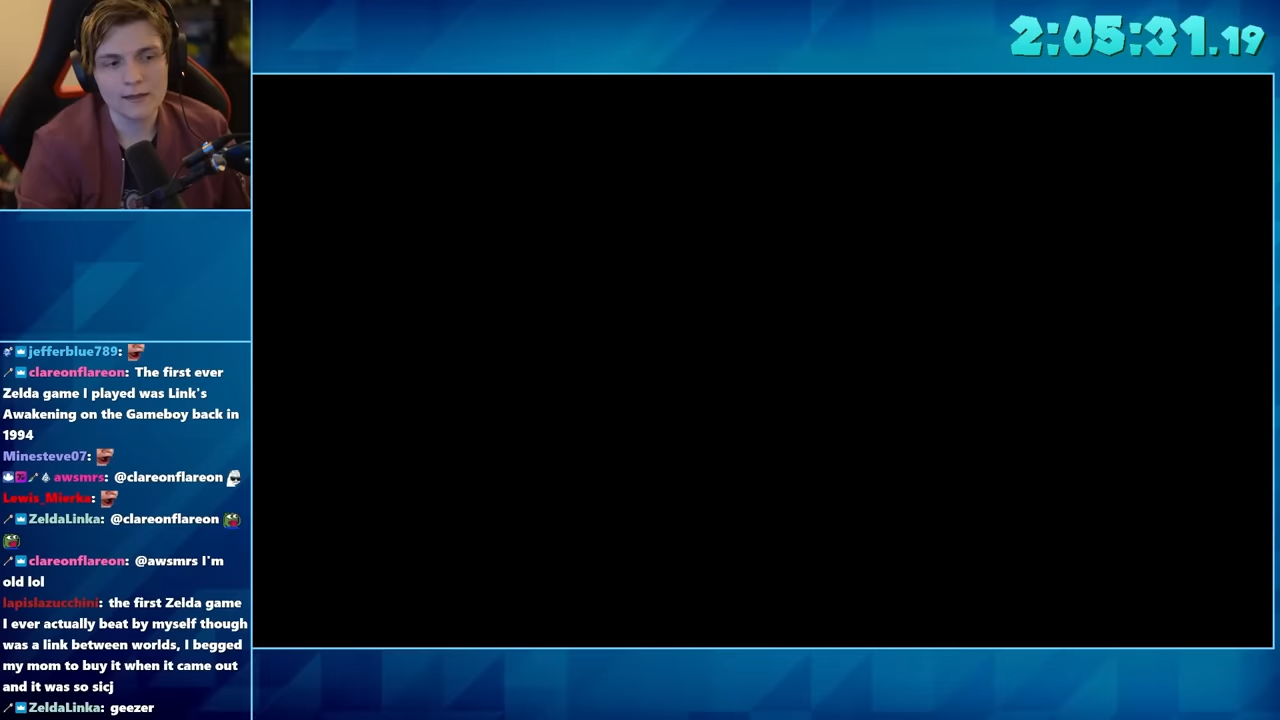 2:05:31.19
jefferblue789:
clareonflareon: The first ever
Zelda game I played was Link's
Awakening on the Gameboy back in
1994
Minesteve07:
awsmrs: @clareonflareon
Lewis_Mierka:
ZeldaLinka: @clareonflareon
clareonflareon: @awsmrs I'm
old lol
lapislazucchini: the first Zelda game
I ever actually beat by myself though
was a link between worlds, I begged
my mom to buy it when it came out
and it was so sicj
ZeldaLinka: geezer